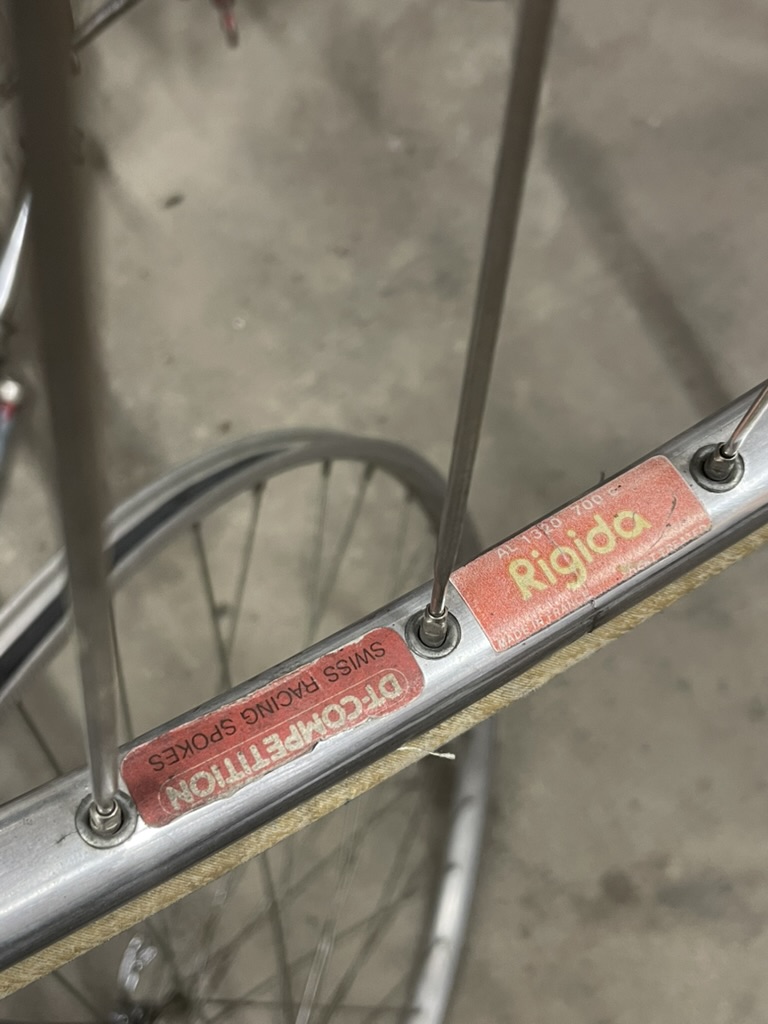 AL 1320 700 c
Rigida
MADE IN FRANCE
DT-COMPETITION
SWISS RACING SPOKES